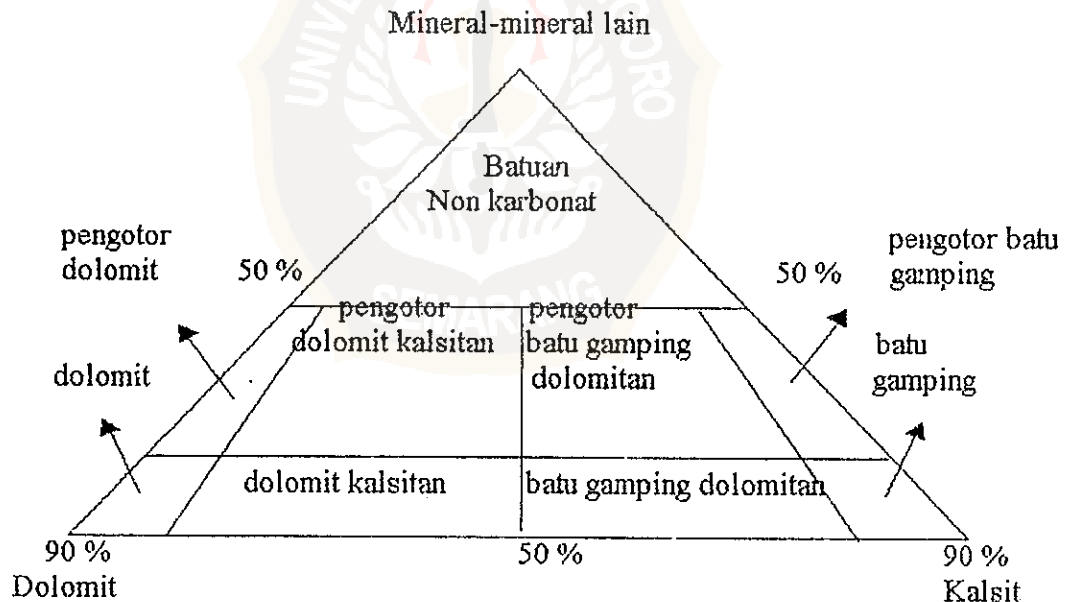 Mineral-mineral lain
Batuan
Non karbonat
pengotor
dolomit
50 %
50 %
pengotor batu
gamping
pengotor
dolomit kalsitan
pengotor
batu gamping
dolomitan
dolomit
batu
gamping
dolomit kalsitan
batu gamping dolomitan
90 %
Dolomit
50 %
90 %
Kalsit
SEMARANG